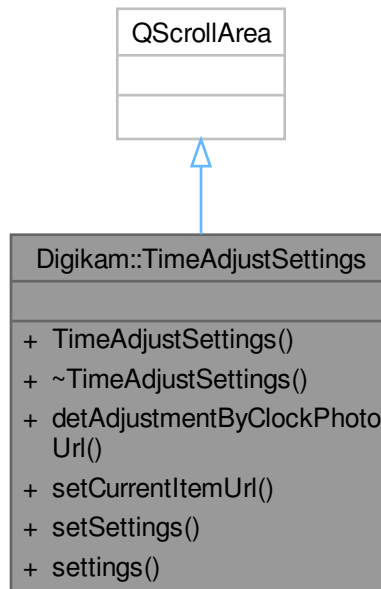 QScrollArea
Digikam::TimeAdjustSettings
+ TimeAdjustSettings()
+ ~TimeAdjustSettings()
+ detAdjustmentByClockPhoto
Url()
+ setCurrentItemUrl()
+ setSettings()
+ settings()